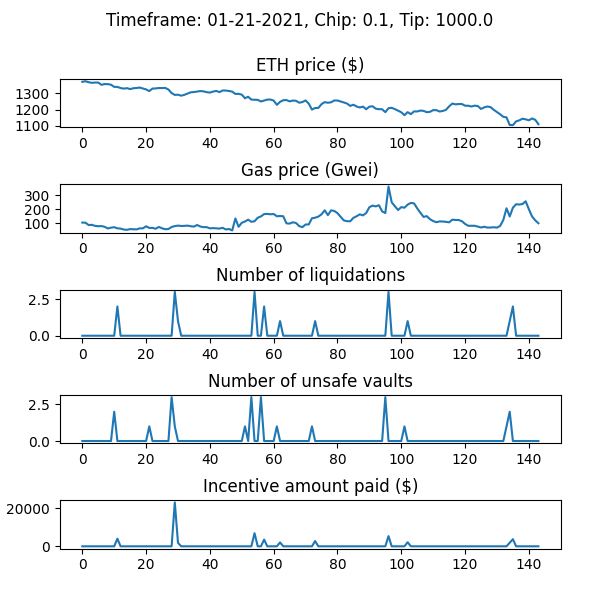 Timeframe: 01-21-2021, Chip: 0.1, Tip: 1000.0
ETH price ($)
1300
1200
1100
0 20 40 60 80 100 120 140
Gas price (Gwei)
300
200
100
0 20 40 60 80 100 120 140
Number of liquidations
2.5
0.0
0 20 40 60 80 100 120 140
Number of unsafe vaults
2.5
0.0
0 20 40 60 80 100 120 140
Incentive amount paid ($)
20000
0
0 20 40 60 80 100 120 140